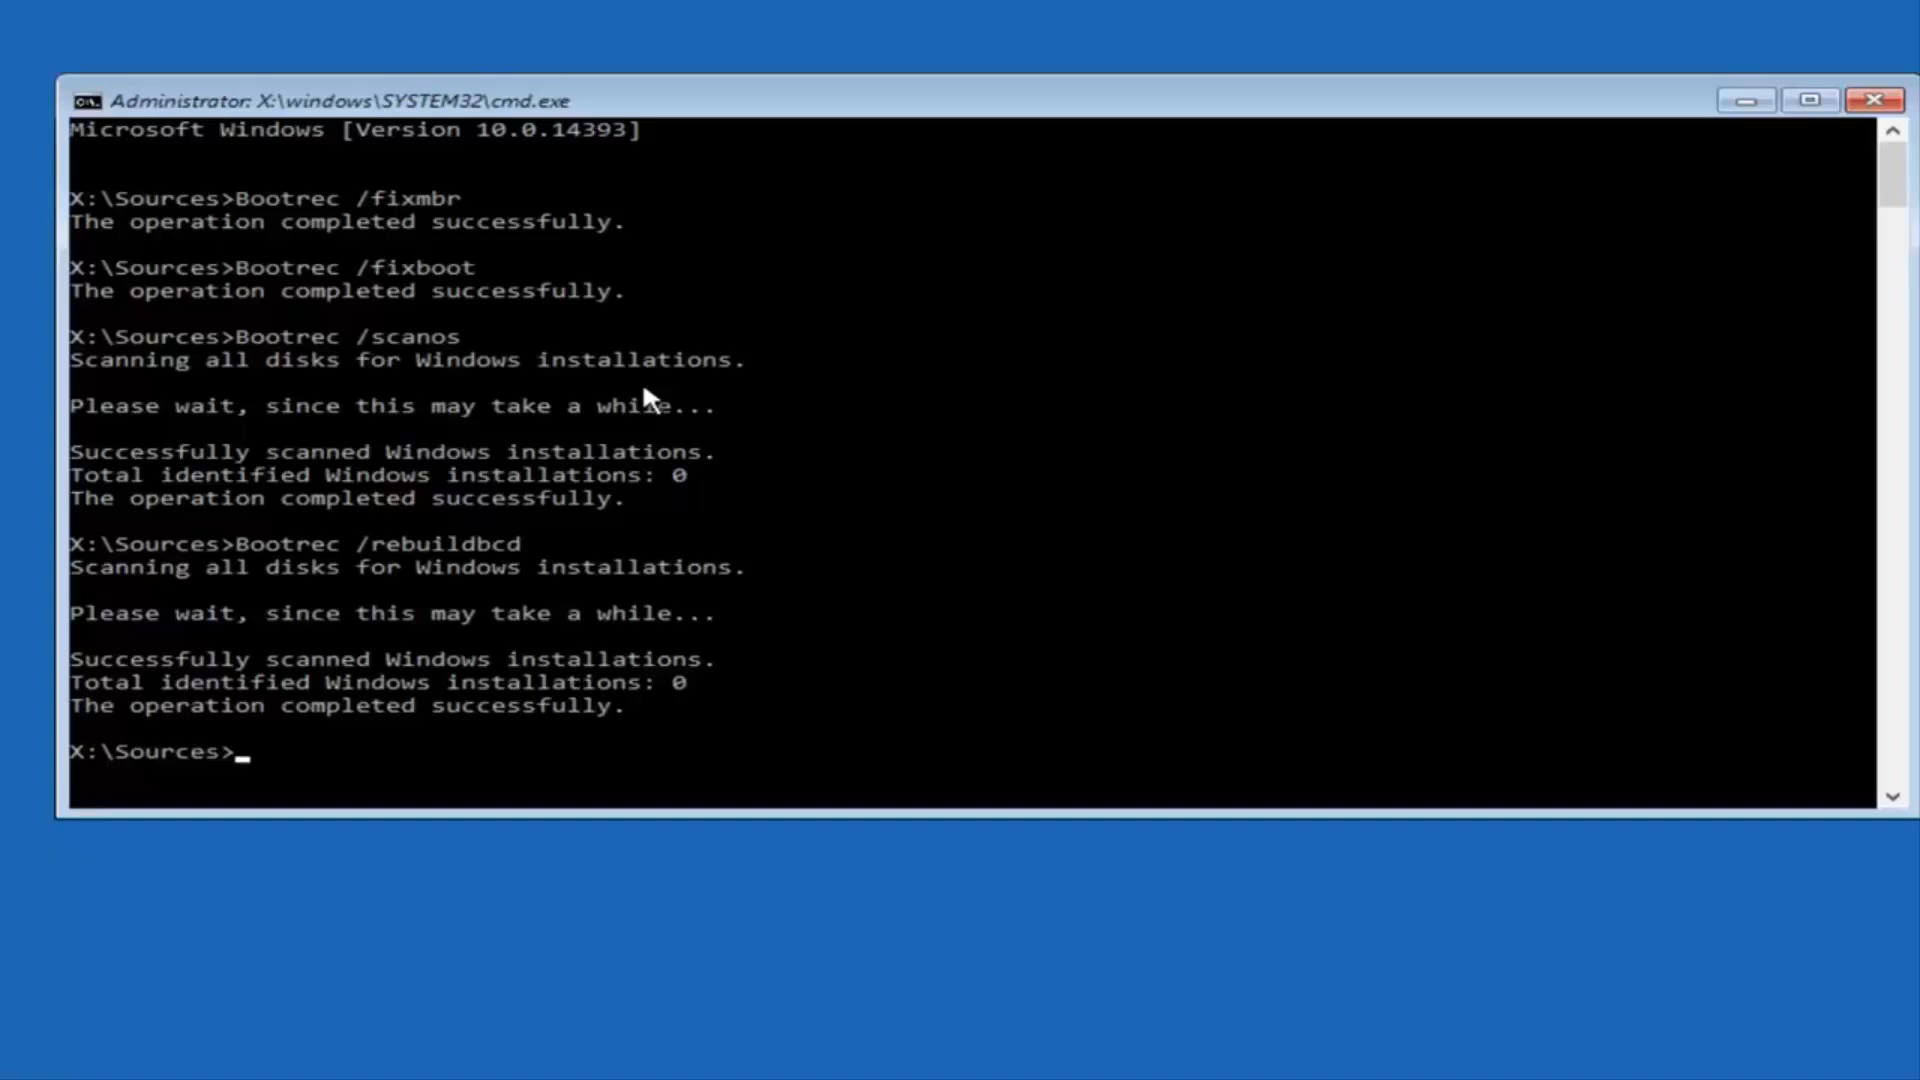 Administrator: X:\windows\SYSTEM32\cmd.exe
Microsoft Windows [Version 10.0.14393]
X:\Sources>Bootrec /fixmbr
The operation completed successfully.
X:\Sources>Bootrec /fixboot
The operation completed successfully.
X:\Sources>Bootrec /scanos
Scanning all disks for Windows installations.
Please wait, since this may take a while...
Successfully scanned Windows installations.
Total identified Windows installations: 0
The operation completed successfully.
X:\Sources>Bootrec /rebuildbcd
Scanning all disks for Windows installations.
Please wait, since this may take a while...
Successfully scanned Windows installations.
Total identified Windows installations: 0
The operation completed successfully.
X:\Sources>